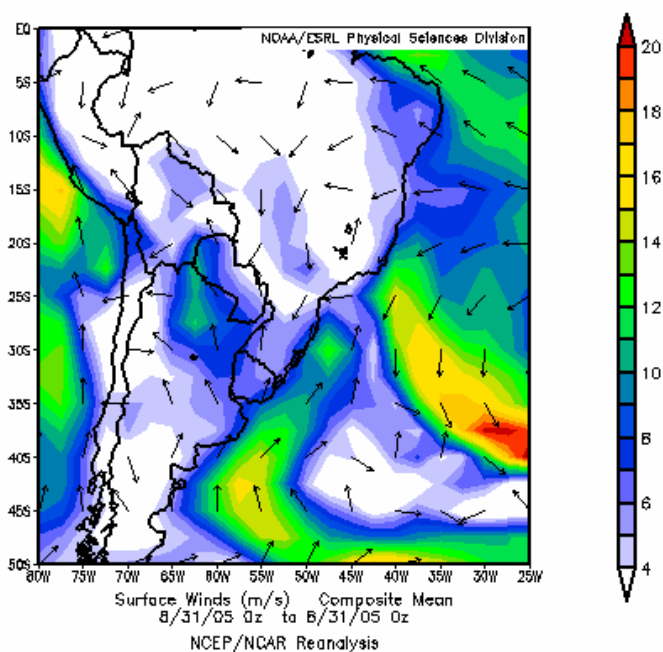 NOAA/ESRL Physical Sciences Division
EQ
5S
10S
15S
20S
25S
30S
35S
40S
45S
50S
80W 75W 70W 65W 60W 55W 50W 45W 40W 35W 30W 25W
20
18
16
14
12
10
8
6
4
Surface Winds (m/s) Composite Mean
8/31/05 0z to 8/31/05 0z
NCEP/NCAR Reanalysis